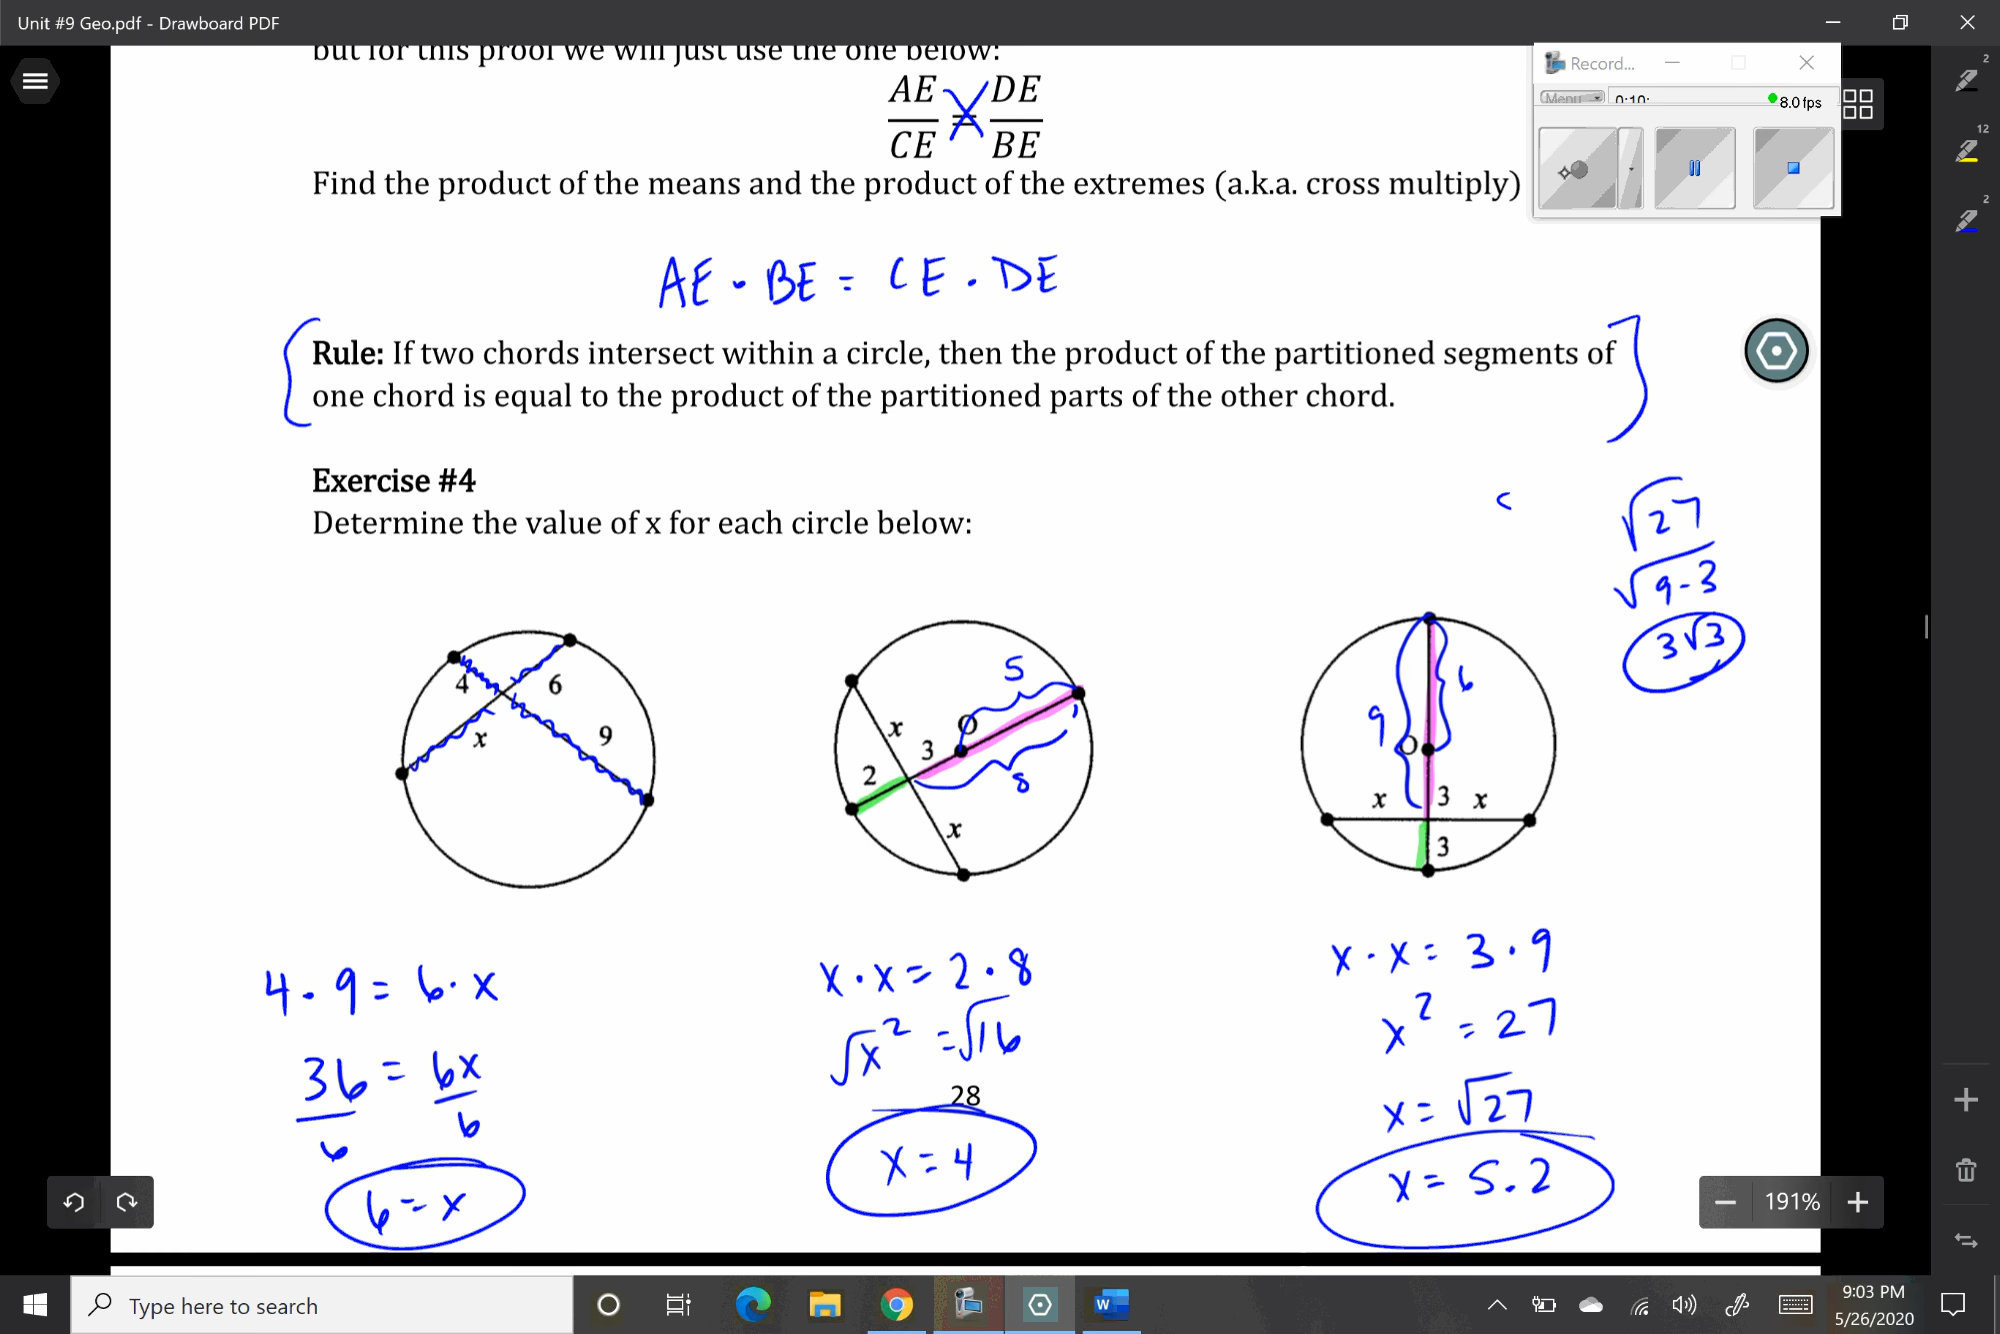 Unit #9 Geo.pdf - Drawboard PDF
but for this proof we will just use the one below:
AE DE
=
CE BE
Find the product of the means and the product of the extremes (a.k.a. cross multiply)
Record...
Menu
0:10:
8.0 fps
2
12
2
AE · BE = CE · DE
Rule: If two chords intersect within a circle, then the product of the partitioned segments of
one chord is equal to the product of the partitioned parts of the other chord.
Exercise #4
Determine the value of x for each circle below:
√27
√9-3
3√3
4 6
x 9
5
x 3 O
2 8
x
9 6
O
x 3 x
3
4 · 9 = 6 · x
36 = 6x
6 6
6 = x
x · x = 2 · 8
√x² = √16
28
x = 4
x · x = 3 · 9
x² = 27
x = √27
x = 5.2
191%
Type here to search
9:03 PM
5/26/2020